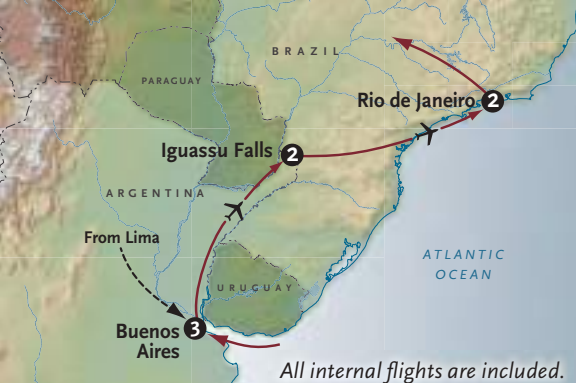 BRAZIL
PARAGUAY
Rio de Janeiro 2
Iguassu Falls 2
ARGENTINA
From Lima
ATLANTIC
OCEAN
URUGUAY
Buenos 3
Aires
All internal flights are included.